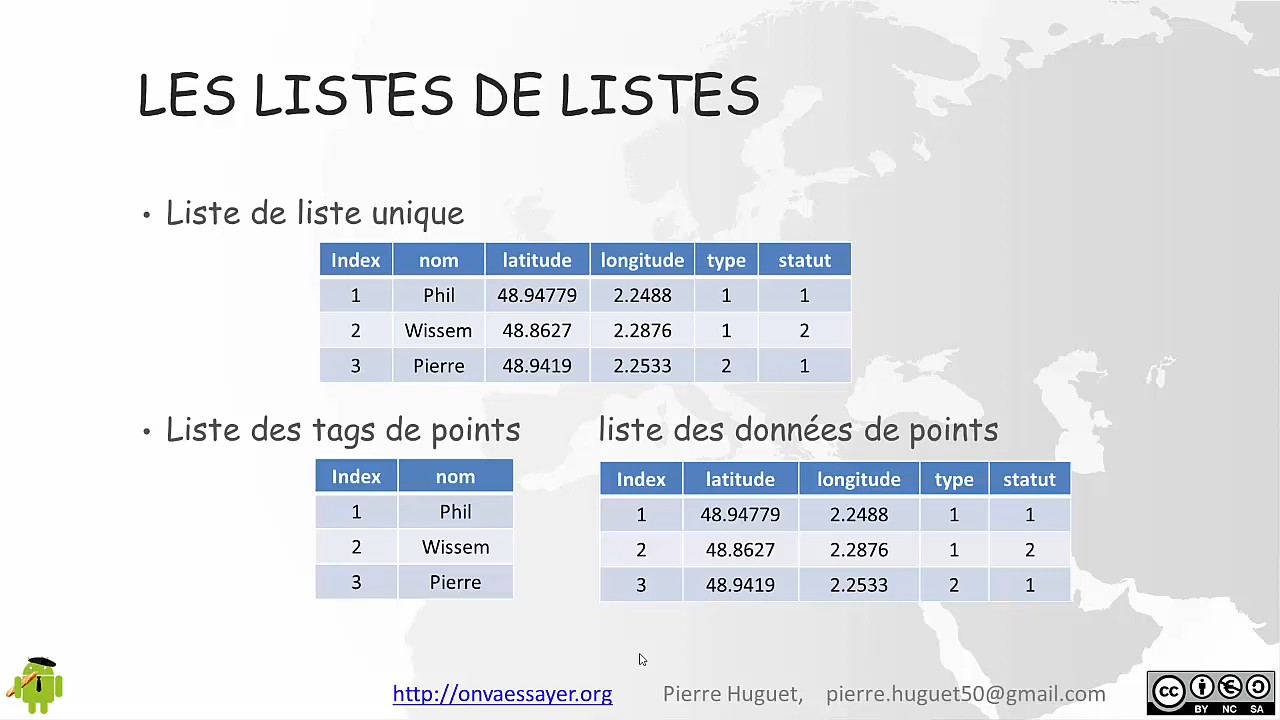 LES LISTES DE LISTES
• Liste de liste unique
Index nom latitude longitude type statut
1 Phil 48.94779 2.2488 1 1
2 Wissem 48.8627 2.2876 1 2
3 Pierre 48.9419 2.2533 2 1
• Liste des tags de points
Index nom
1 Phil
2 Wissem
3 Pierre
liste des données de points
Index latitude longitude type statut
1 48.94779 2.2488 1 1
2 48.8627 2.2876 1 2
3 48.9419 2.2533 2 1
http://onvaessayer.org Pierre Huguet, pierre.huguet50@gmail.com
cc
BY NC SA